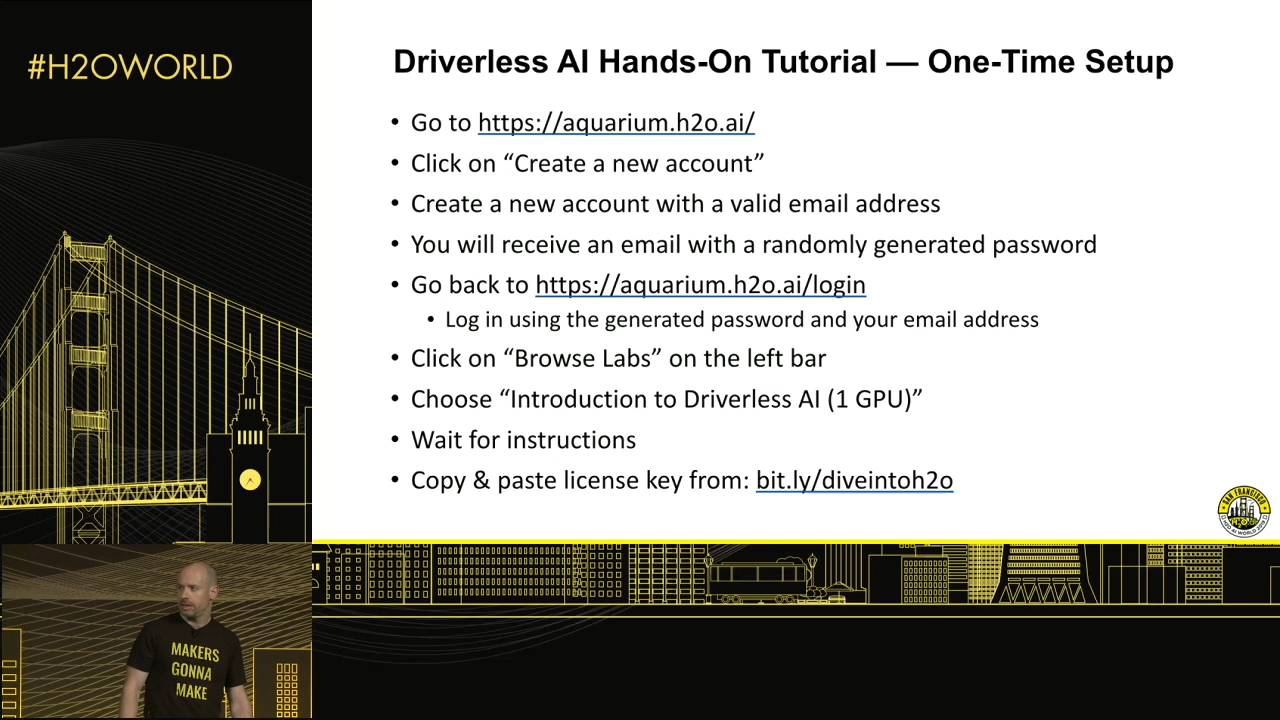 #H2OWORLD
Driverless AI Hands-On Tutorial — One-Time Setup
• Go to https://aquarium.h2o.ai/
• Click on “Create a new account”
• Create a new account with a valid email address
• You will receive an email with a randomly generated password
• Go back to https://aquarium.h2o.ai/login
• Log in using the generated password and your email address
• Click on “Browse Labs” on the left bar
• Choose “Introduction to Driverless AI (1 GPU)”
• Wait for instructions
• Copy & paste license key from: bit.ly/diveintoh2o
SAN FRANCISCO
MAKERS
GONNA
MAKE